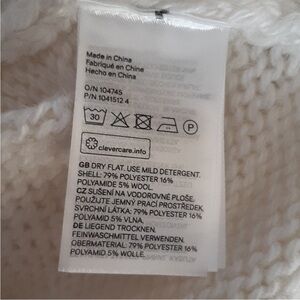 Made in China
Fabriqué en Chine
Hecho en China
O/N 104745
P/N 1041512 4
30
P
clevercare.info
GB DRY FLAT. USE MILD DETERGENT.
SHELL: 79% POLYESTER 16%
POLYAMIDE 5% WOOL.
CZ SUŠENÍ NA VODOROVNÉ PLOŠE.
POUŽIJTE JEMNÝ PRACÍ PROSTŘEDEK.
SVRCHNÍ LÁTKA: 79% POLYESTER 16%
POLYAMID 5% VLNA.
DE LIEGEND TROCKNEN.
FEINWASCHMITTEL VERWENDEN.
OBERMATERIAL: 79% POLYESTER 16%
POLYAMID 5% WOLLE.